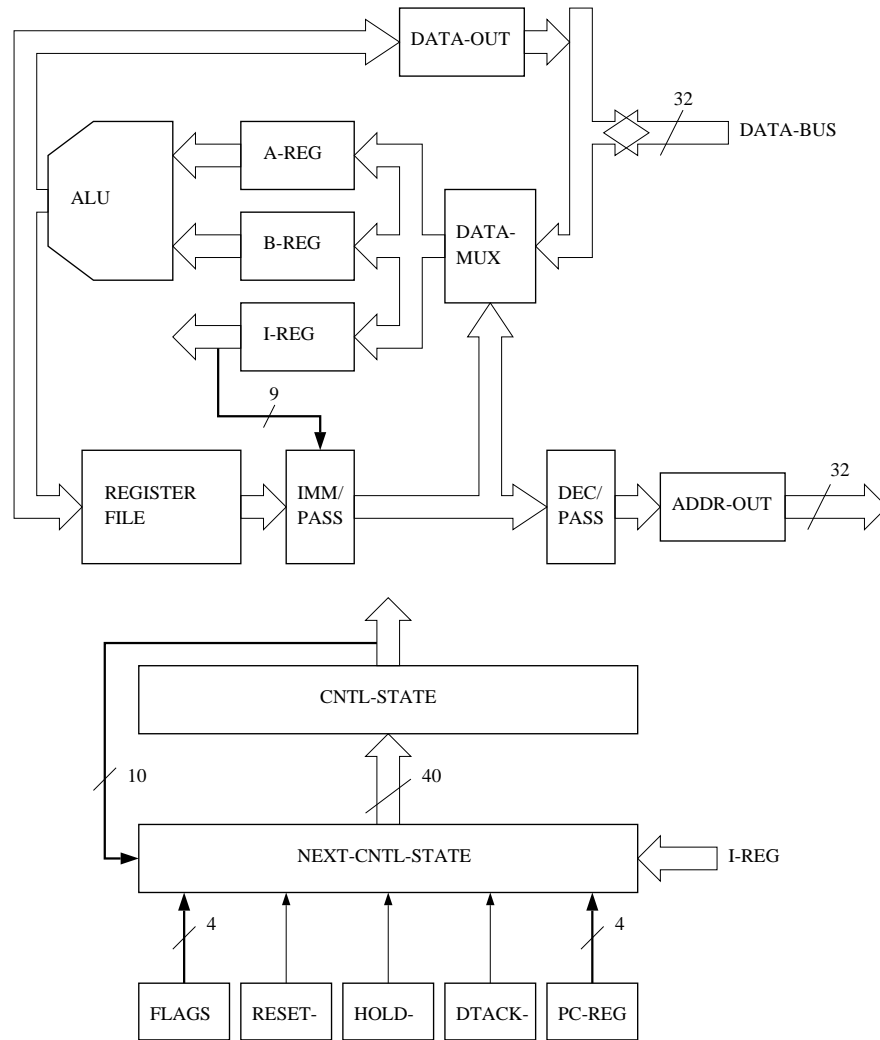 DATA-OUT
32
DATA-BUS
A-REG
ALU
B-REG
DATA-
MUX
I-REG
9
REGISTER
FILE
IMM/
PASS
DEC/
PASS
ADDR-OUT
32
CNTL-STATE
10
40
NEXT-CNTL-STATE
I-REG
4
4
FLAGS
RESET-
HOLD-
DTACK-
PC-REG